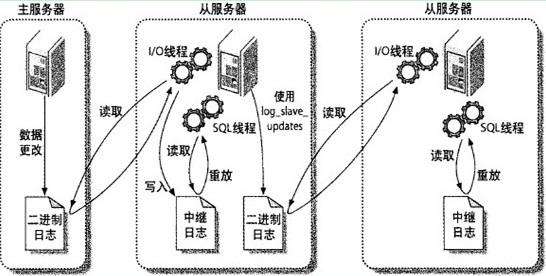 主服务器
从服务器
从服务器
数据
更改
二进制
日志
读取
I/O线程
SQL线程
读取
重放
写入
中继
日志
使用
log_slave_
updates
二进制
日志
读取
I/O线程
SQL线程
读取
重放
中继
日志